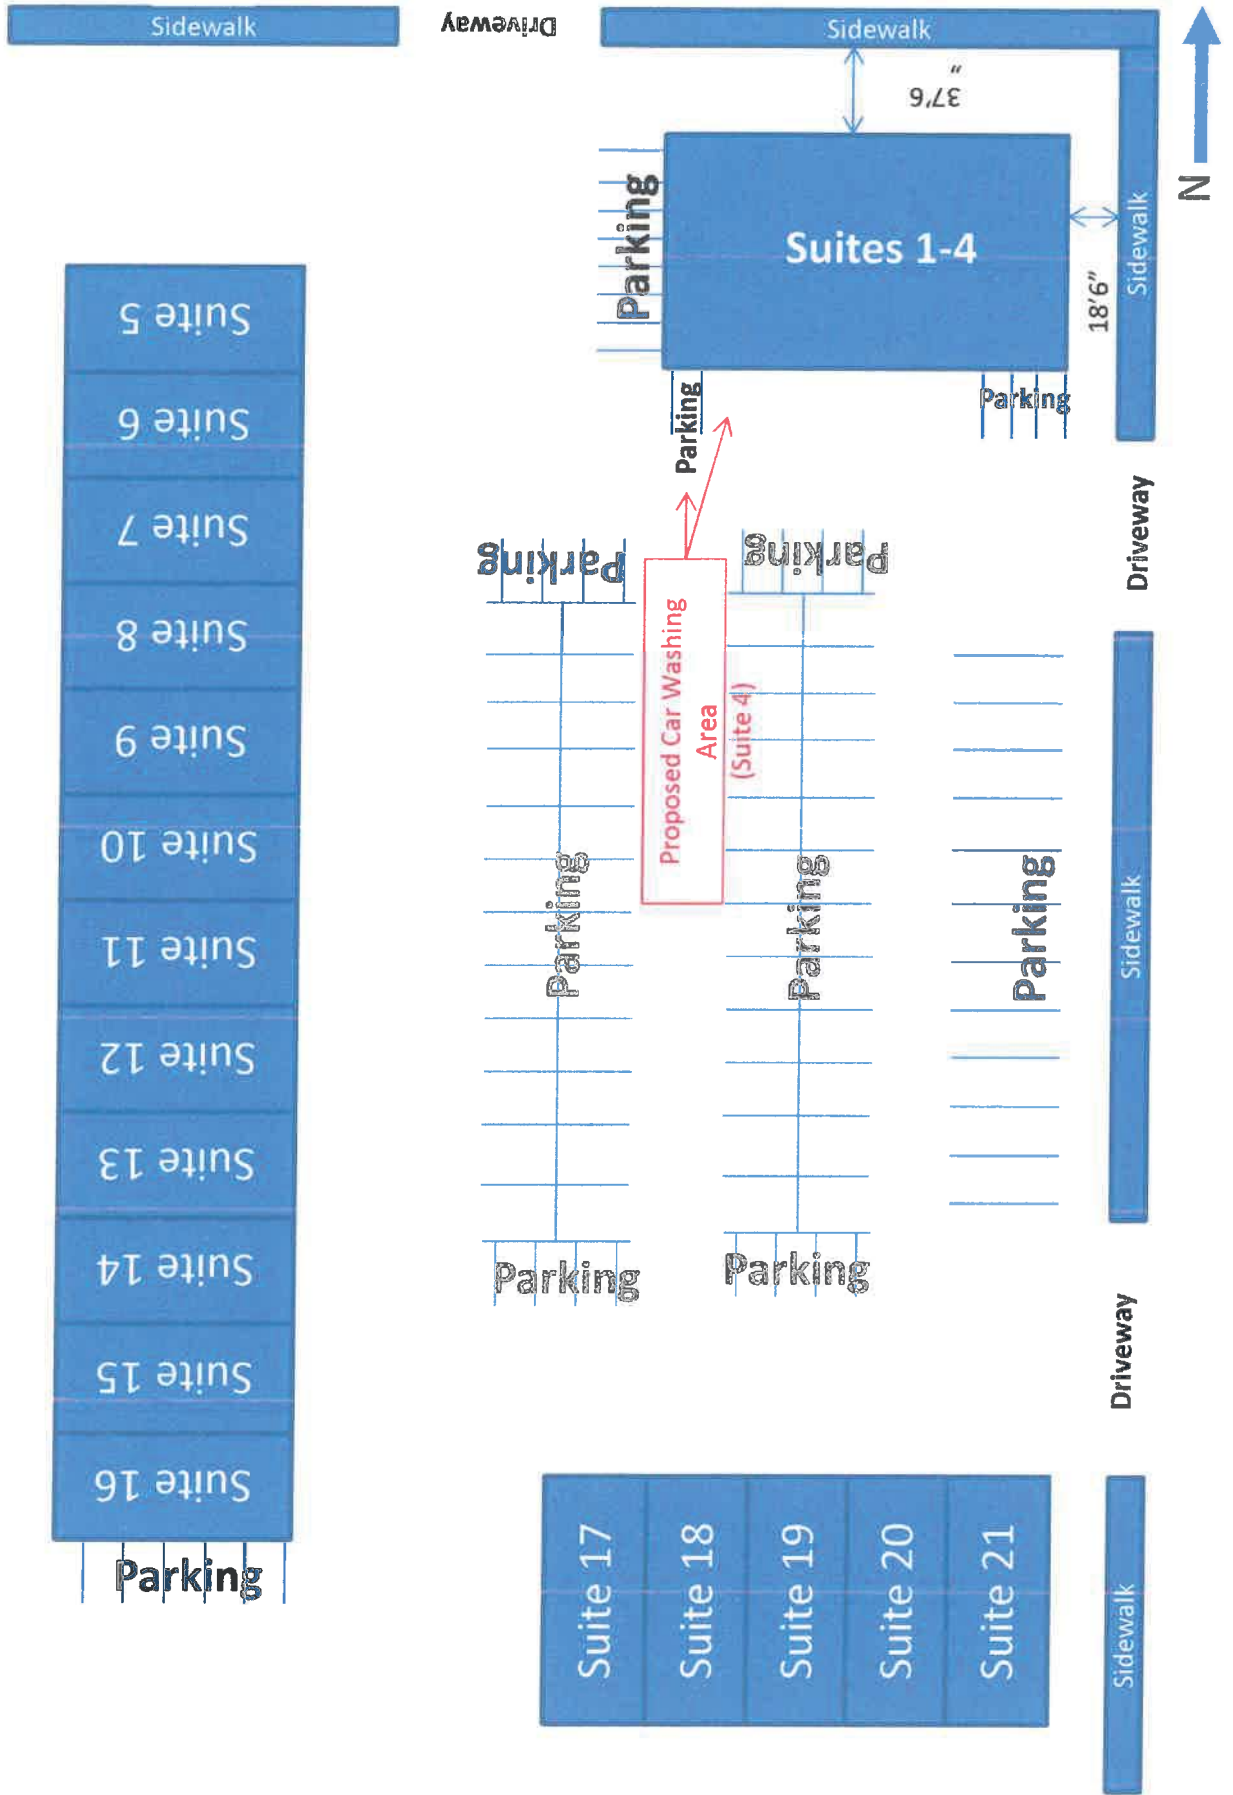 Sidewalk
Driveway
Sidewalk
37'6
"
N
Parking
Suites 1-4
Sidewalk
18'6"
Suite 5
Suite 6
Suite 7
Suite 8
Suite 9
Suite 10
Suite 11
Suite 12
Suite 13
Suite 14
Suite 15
Suite 16
Parking
Parking
Parking
Driveway
Parking
Parking
Proposed Car Washing
Area
(Suite 4)
Parking
Parking
Parking
Sidewalk
Parking
Parking
Driveway
Suite 17
Suite 18
Suite 19
Suite 20
Suite 21
Sidewalk